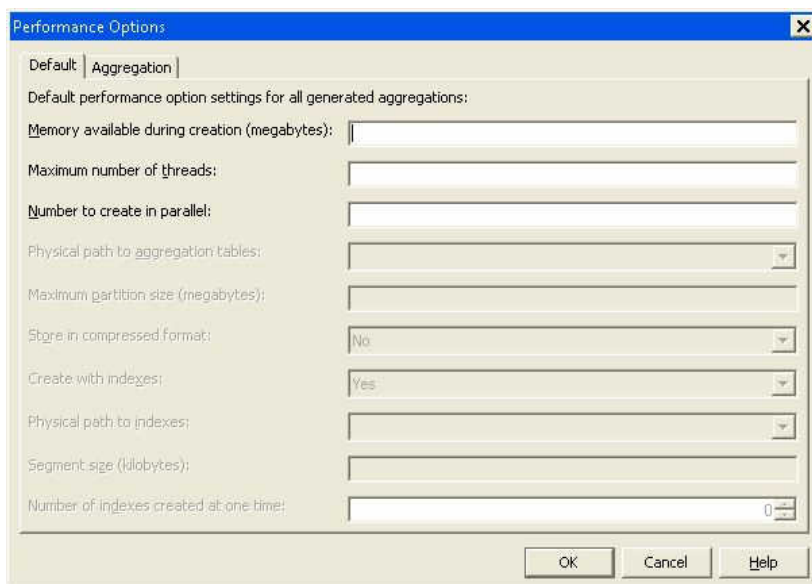 Performance Options
Default Aggregation
Default performance option settings for all generated aggregations:
Memory available during creation (megabytes):
Maximum number of threads:
Number to create in parallel:
Physical path to aggregation tables:
Maximum partition size (megabytes):
Store in compressed format: No
Create with indexes: Yes
Physical path to indexes:
Segment size (kilobytes):
Number of indexes created at one time: 0
OK Cancel Help